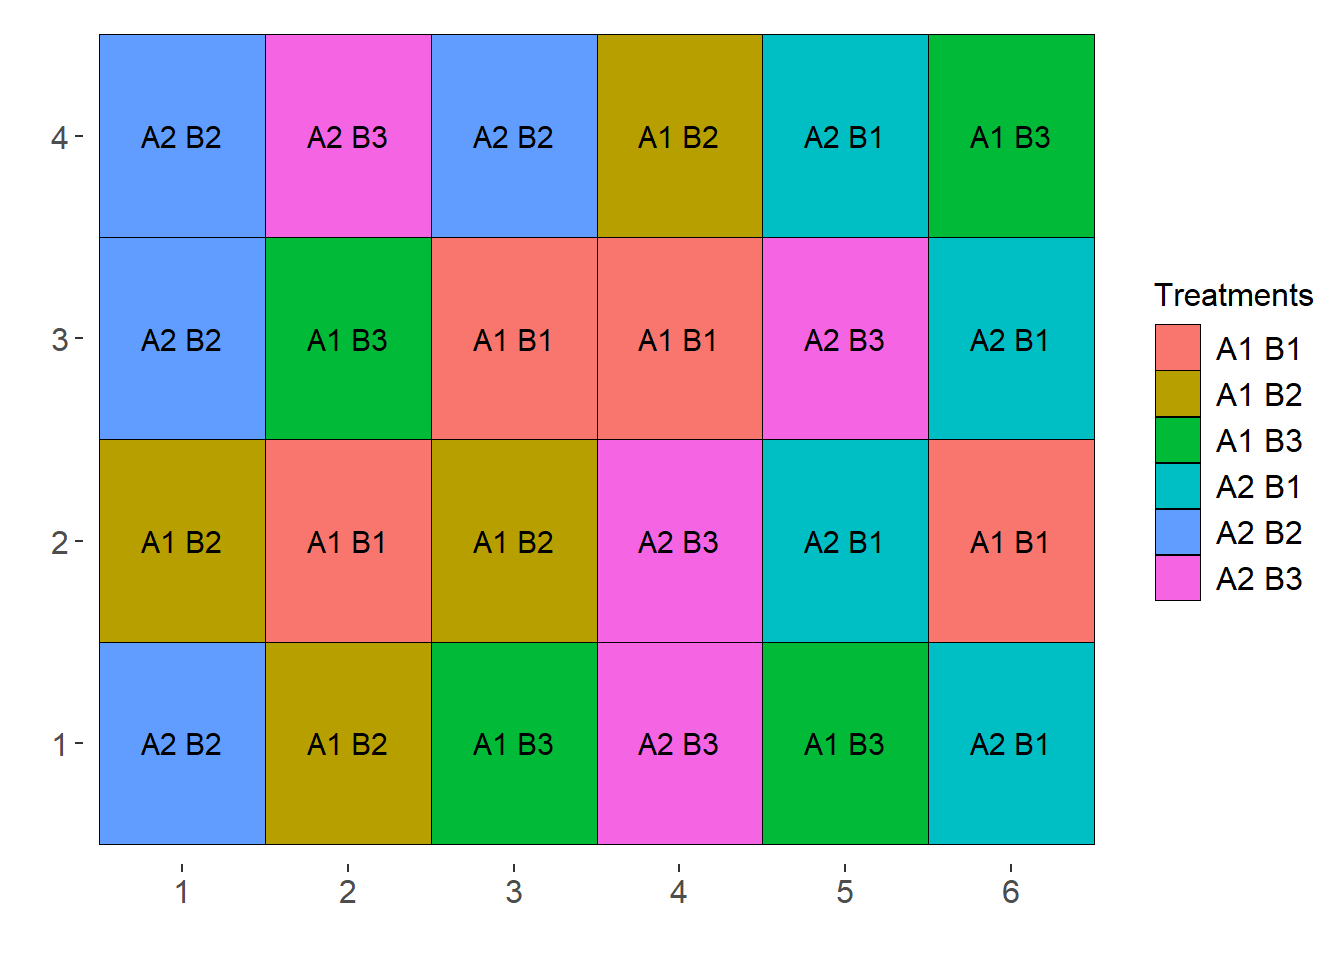 4 A2 B2 A2 B3 A2 B2 A1 B2 A2 B1 A1 B3
3 A2 B2 A1 B3 A1 B1 A1 B1 A2 B3 A2 B1
2 A1 B2 A1 B1 A1 B2 A2 B3 A2 B1 A1 B1
1 A2 B2 A1 B2 A1 B3 A2 B3 A1 B3 A2 B1
1 2 3 4 5 6
Treatments
A1 B1
A1 B2
A1 B3
A2 B1
A2 B2
A2 B3